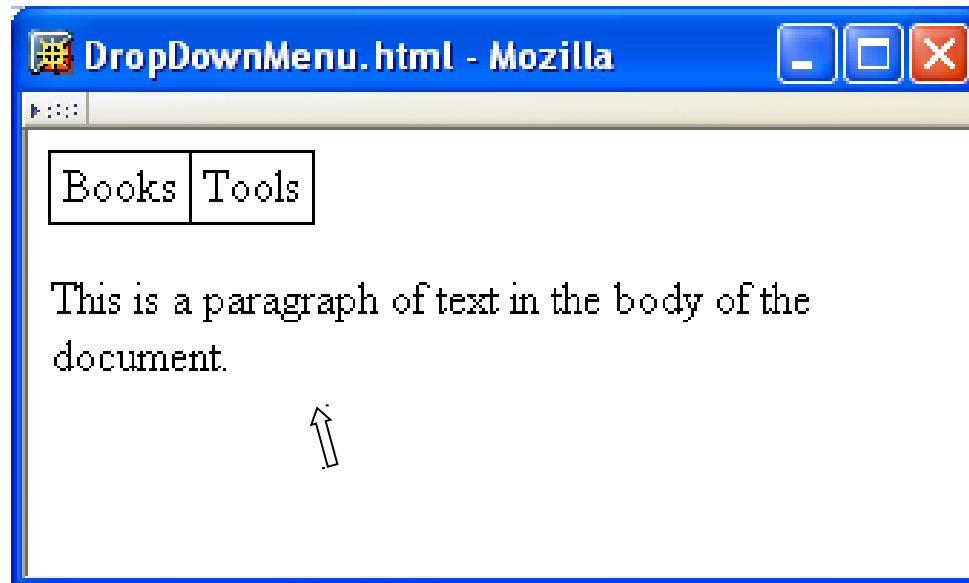 DropDownMenu.html - Mozilla
Books Tools
This is a paragraph of text in the body of the
document.